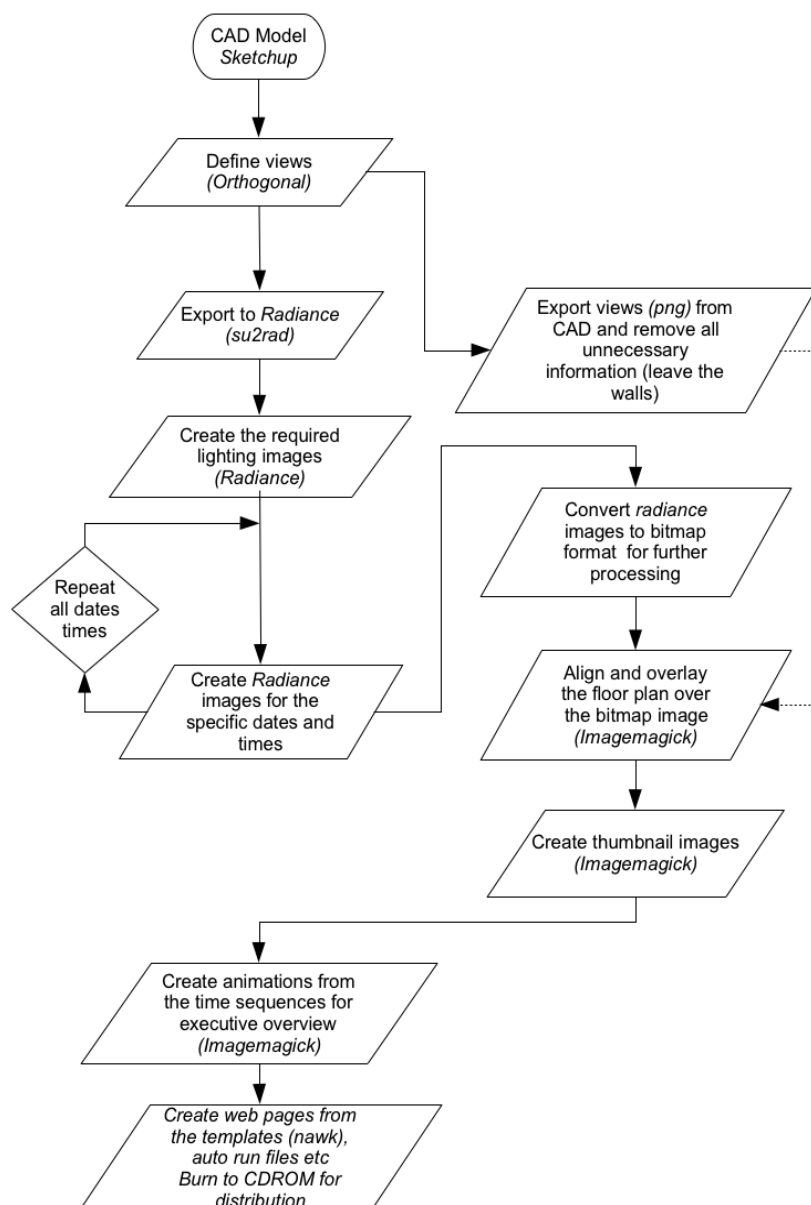 CAD Model
Sketchup
Define views
(Orthogonal)
Export to Radiance
(su2rad)
Export views (png) from
CAD and remove all
unnecessary
information (leave the
walls)
Create the required
lighting images
(Radiance)
Convert radiance
images to bitmap
format for further
processing
Repeat
all dates
times
Create Radiance
images for the
specific dates and
times
Align and overlay
the floor plan over
the bitmap image
(Imagemagick)
Create thumbnail images
(Imagemagick)
Create animations from
the time sequences for
executive overview
(Imagemagick)
Create web pages from
the templates (nawk),
auto run files etc
Burn to CDROM for
distribution